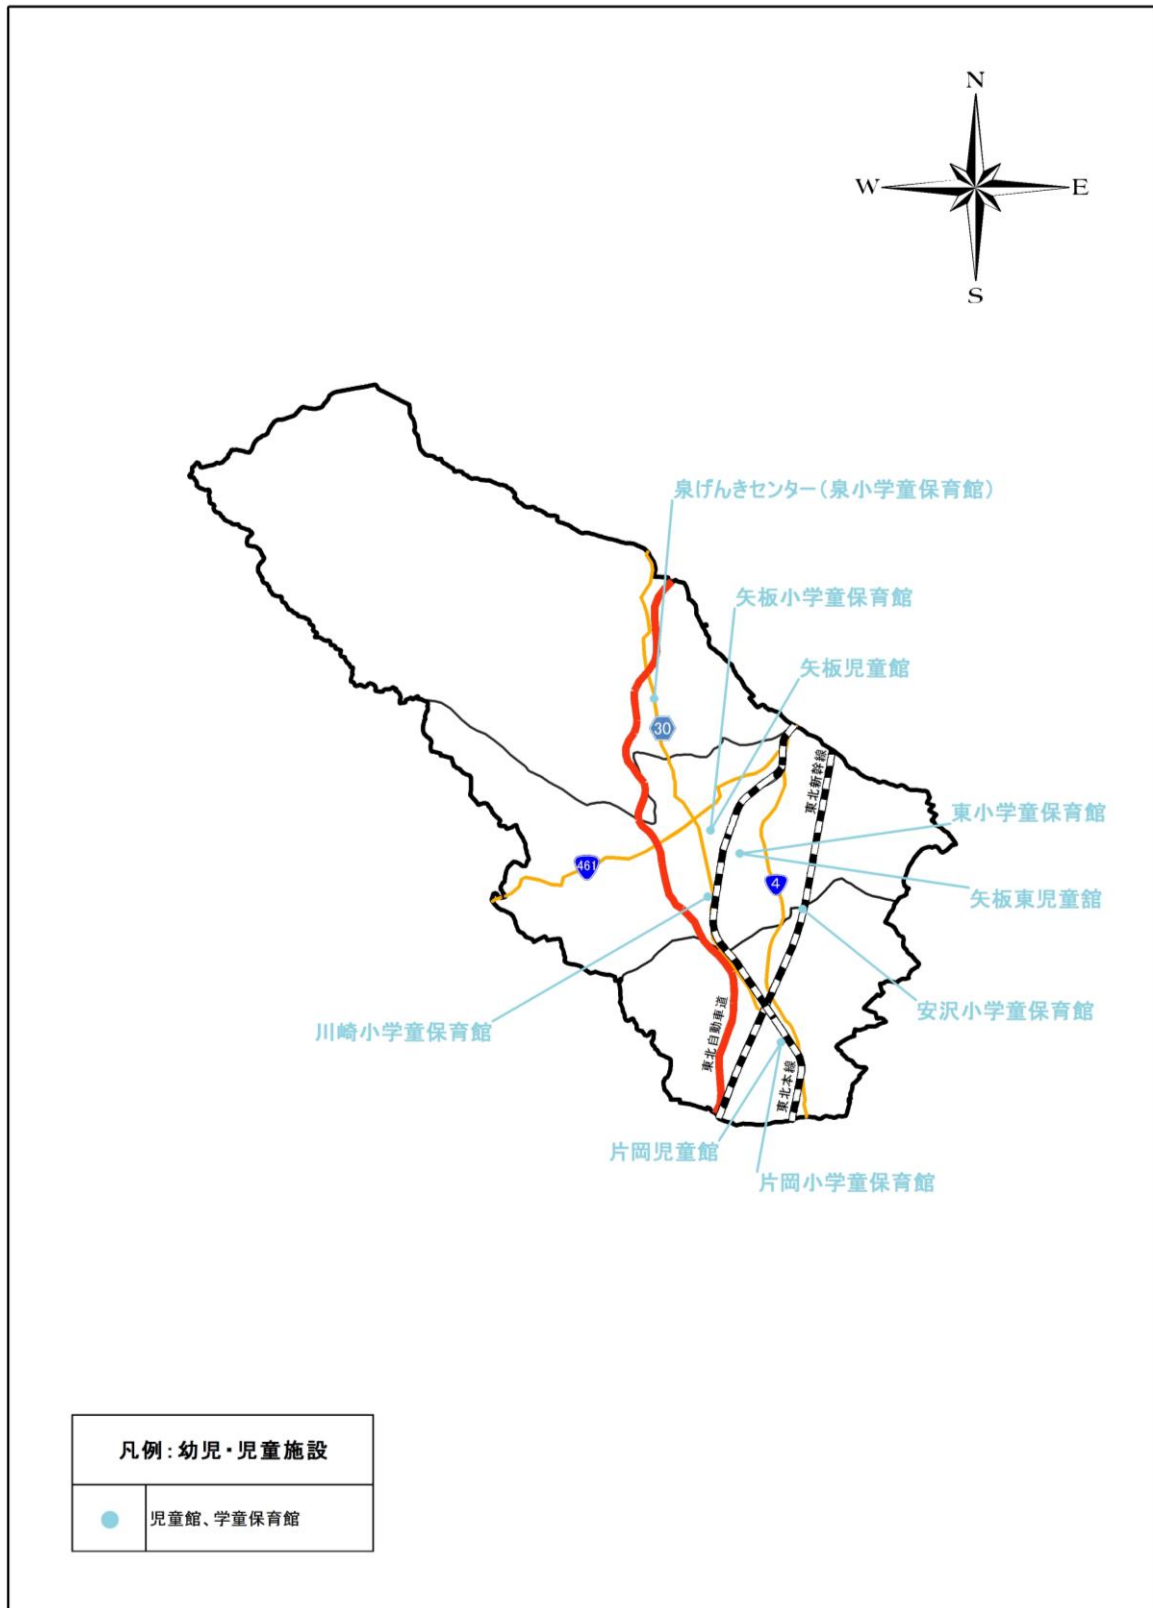 N
W
E
S
泉げんきセンター(泉小学童保育館)
矢板小学童保育館
矢板児童館
30
東北新幹線
東小学童保育館
461
4
矢板東児童舘
安沢小学童保育館
川崎小学童保育館
東北自動車道
東北本線
片岡児童館
片岡小学童保育館
凡例:幼児・児童施設
児童館、学童保育館